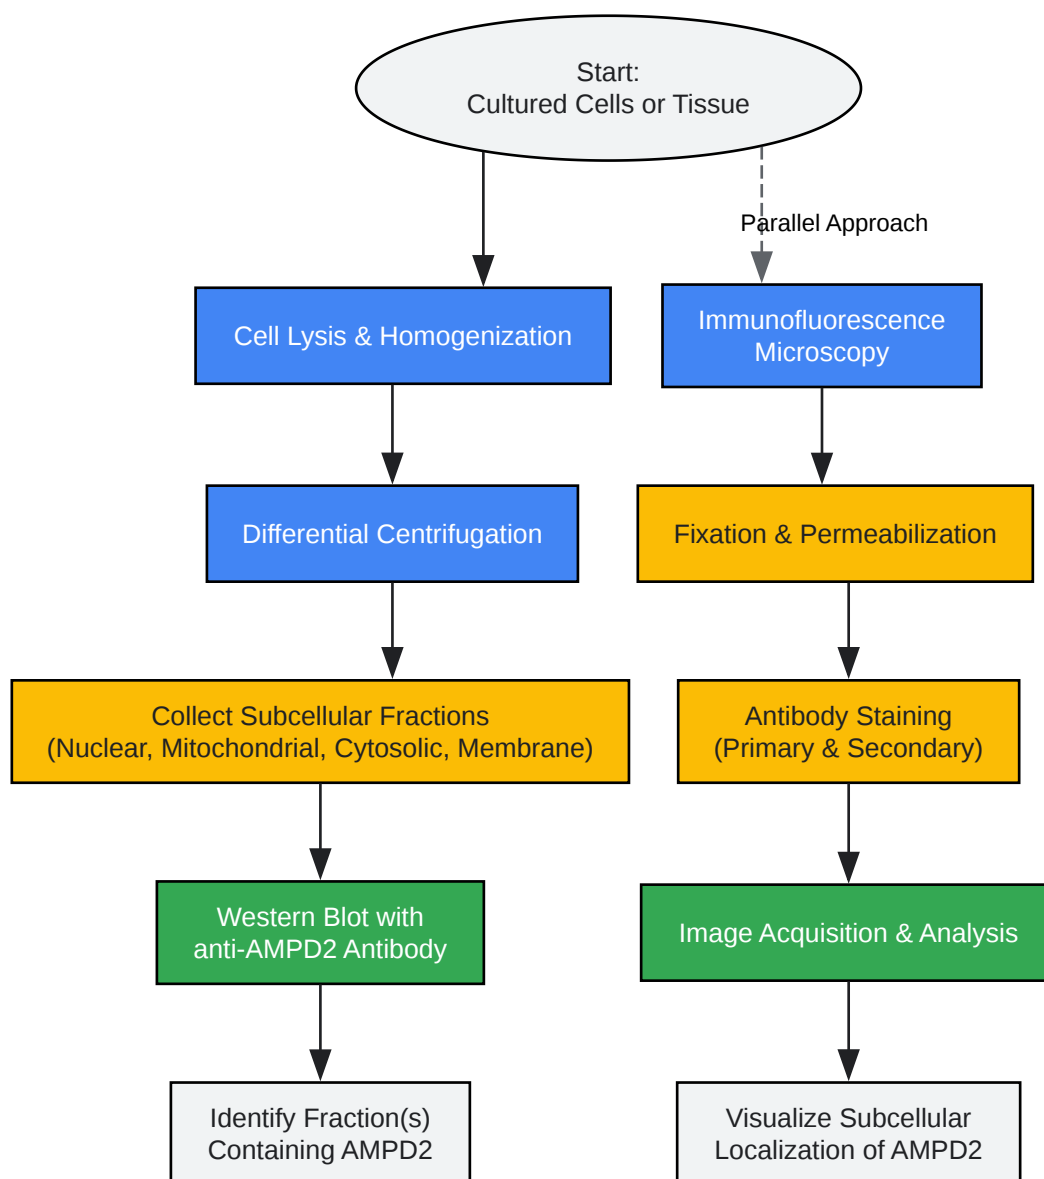 Start:
Cultured Cells or Tissue
Parallel Approach
Cell Lysis & Homogenization
Immunofluorescence
Microscopy
Differential Centrifugation
Fixation & Permeabilization
Collect Subcellular Fractions
(Nuclear, Mitochondrial, Cytosolic, Membrane)
Antibody Staining
(Primary & Secondary)
Western Blot with
anti-AMPD2 Antibody
Image Acquisition & Analysis
Identify Fraction(s)
Containing AMPD2
Visualize Subcellular
Localization of AMPD2